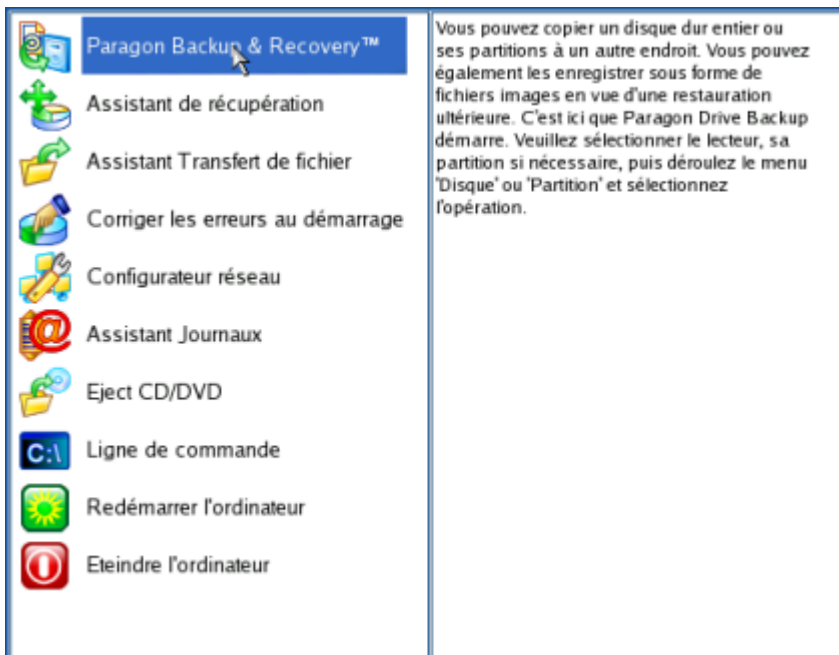 Paragon Backup & Recovery™
Assistant de récupération
Assistant Transfert de fichier
Corriger les erreurs au démarrage
Configurateur réseau
Assistant Journaux
Eject CD/DVD
C:\
Ligne de commande
Redémarrer l'ordinateur
Eteindre l'ordinateur
Vous pouvez copier un disque dur entier ou
ses partitions à un autre endroit. Vous pouvez
également les enregistrer sous forme de
fichiers images en vue d'une restauration
ultérieure. C'est ici que Paragon Drive Backup
démarre. Veuillez sélectionner le lecteur, sa
partition si nécessaire, puis déroulez le menu
'Disque' ou 'Partition' et sélectionnez
l'opération.